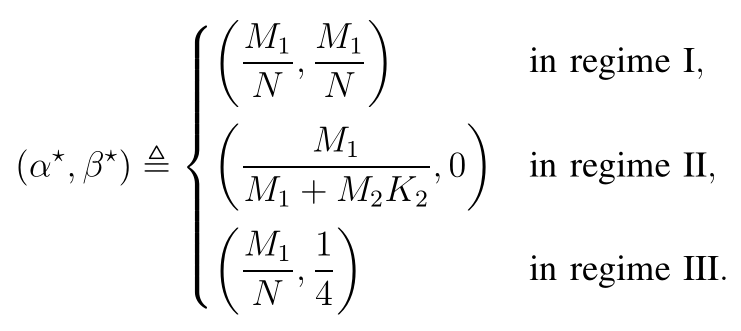 (α⋆, β⋆) ≜ { (M₁/N, M₁/N) in regime I,
(M₁/(M₁ + M₂K₂), 0) in regime II,
(M₁/N, 1/4) in regime III.